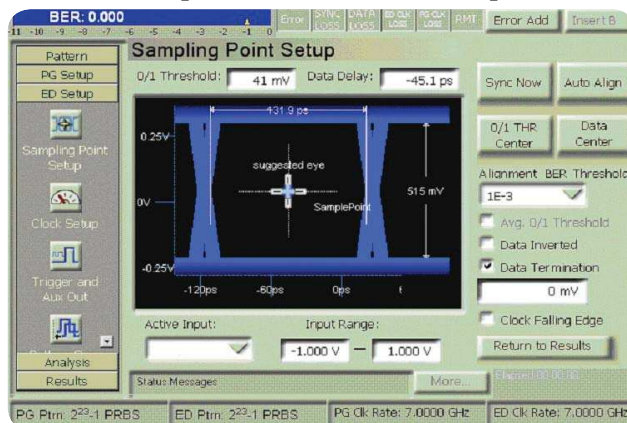 BER: 0.000
-11 -10 -9 -8 -7 -6 -5 -4 -3 -2 -1 0
Error
SYNC LOSS
DATA LOSS
RMT
Error Add
Insert B
Pattern
PG Setup
ED Setup
Sampling Point Setup
Clock Setup
Trigger and Aux Out
Analysis
Results
Sampling Point Setup
0/1 Threshold: 41 mV Data Delay: -45.1 ps
431.9 ps
0.25V
suggested eye
0V
SamplePoint
515 mV
-0.25V
-120ps -60ps 0ps
Active Input:
Input Range:
-1.000 V — 1.000 V
Status Messages
More...
Sync Now
Auto Align
0/1 THR Center
Data Center
Alignment BER Threshold
1E-3
Avg. 0/1 Threshold
Data Inverted
Data Termination
0 mV
Clock Falling Edge
Return to Results
PG Ptrn: 2²³-1 PRBS
ED Ptrn: 2²³-1 PRBS
PG Clk Rate: 7.0000 GHz
ED Clk Rate: 7.0000 GHz